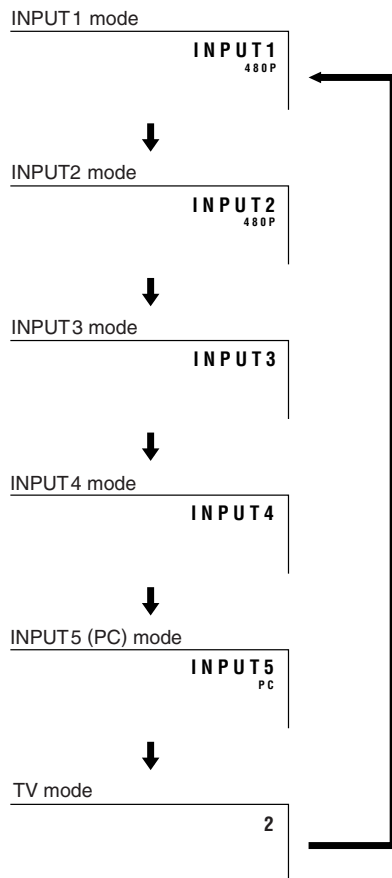 INPUT1 mode
INPUT1
480P
INPUT2 mode
INPUT2
480P
INPUT3 mode
INPUT3
INPUT4 mode
INPUT4
INPUT5 (PC) mode
INPUT5
PC
TV mode
2